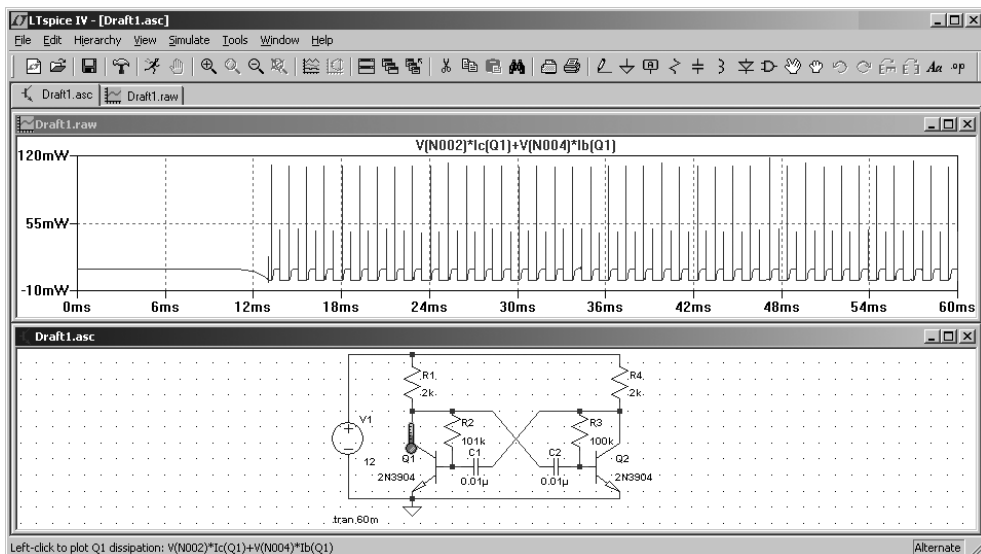 LTspice IV - [Draft1.asc]
File Edit Hierarchy View Simulate Tools Window Help
Aa .op
Draft1.asc Draft1.raw
Draft1.raw
V(N002)*Ic(Q1)+V(N004)*Ib(Q1)
120mW
55mW
-10mW
0ms 6ms 12ms 18ms 24ms 30ms 36ms 42ms 48ms 54ms 60ms
Draft1.asc
R1
2k
R4
2k
V1
12
R2
101k
R3
100k
Q1
2N3904
C1
0.01µ
C2
0.01µ
Q2
2N3904
.tran 60m
Left-click to plot Q1 dissipation: V(N002)*Ic(Q1)+V(N004)*Ib(Q1)
Alternate